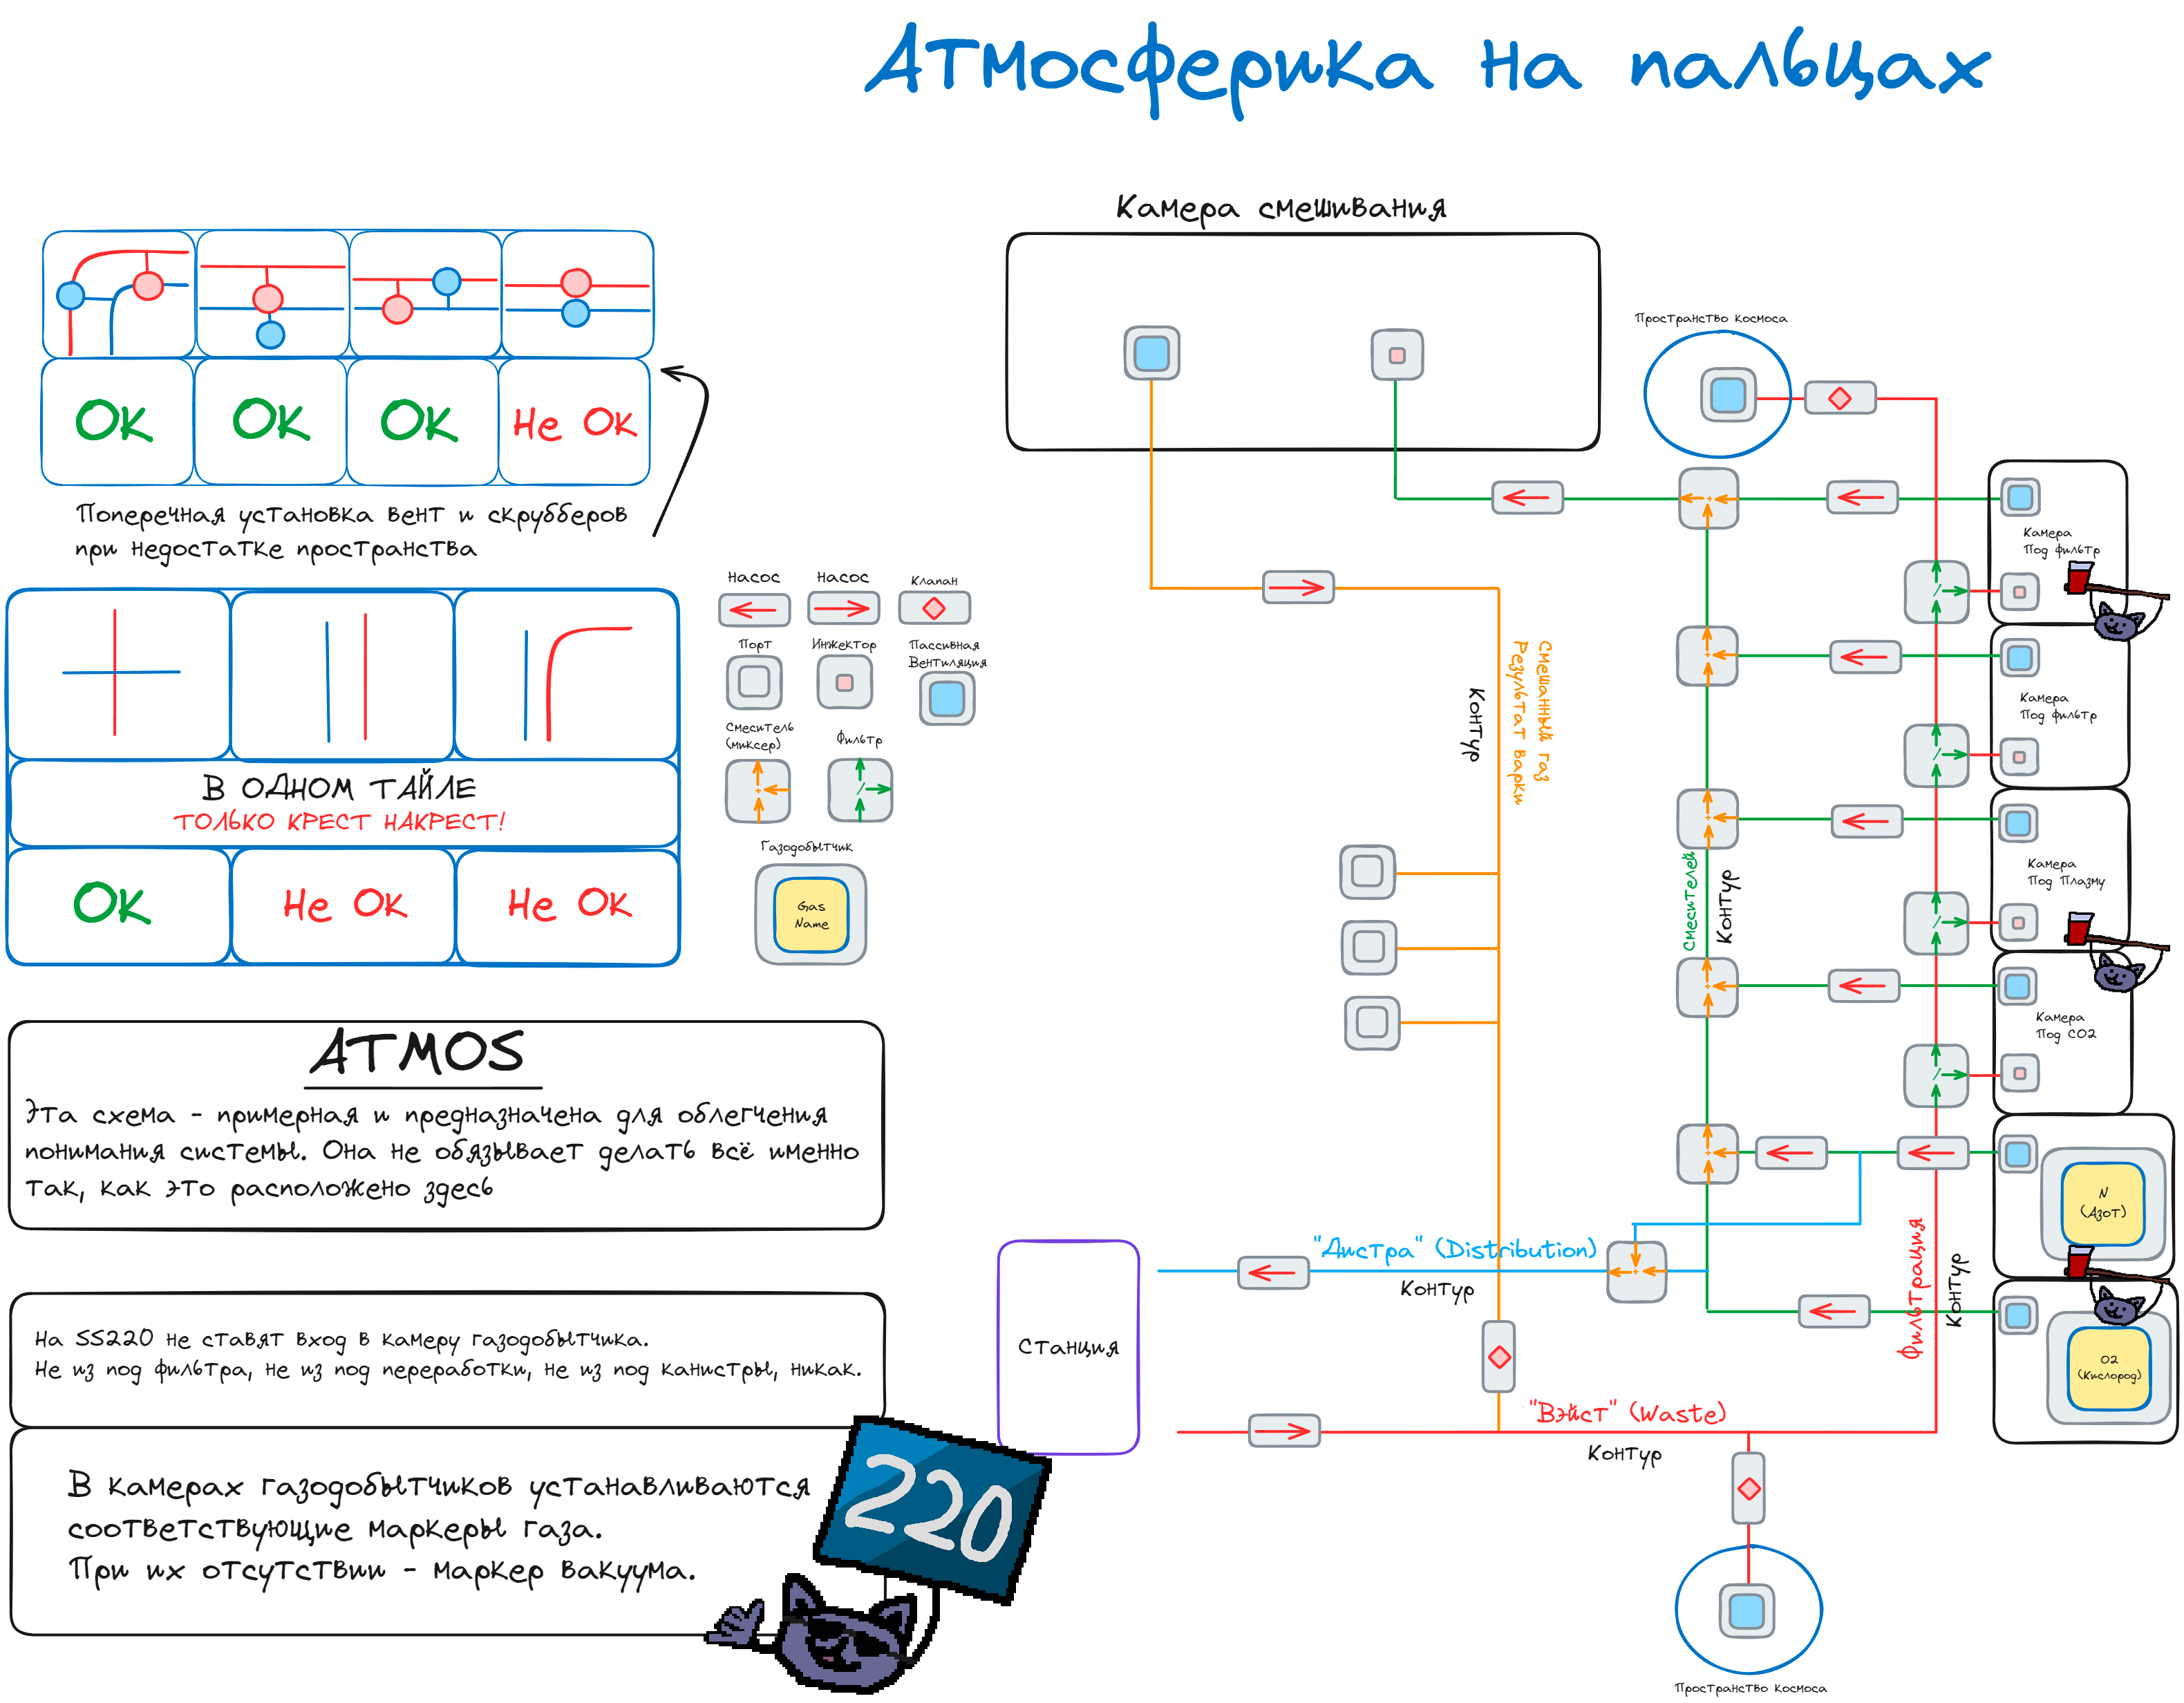 Атмосферика на пальцах
Ок
Ок
Ок
Не Ок
Поперечная установка вент и скрубберов
при недостатке пространства
В ОДНОМ ТАЙЛЕ
ТОЛЬКО КРЕСТ НАКРЕСТ!
Ок
Не Ок
Не Ок
Насос
Насос
Клапан
Порт
Инжектор
Пассивная
Вентиляция
Смеситель
(миксер)
Фильтр
Газодобытчик
Gas
Name
ATMOS
Эта схема - примерная и предназначена для облегчения
понимания системы. Она не обязывает делать всё именно
так, как это расположено здесь
На SS220 не ставят вход в камеру газодобытчика.
Не из под фильтра, не из под переработки, не из под канистры, никак.
В камерах газодобытчиков устанавливаются
соответствующие маркеры газа.
При их отсутствии - маркер вакуума.
220
Камера смешивания
Пространство космоса
Камера
Под фильтр
Камера
Под фильтр
Камера
Под Плазму
Камера
Под CO2
N
(Азот)
O2
(Кислород)
Смешанный газ
Результат варки
Контур
Смесителей
Контур
Фильтрация
Контур
"Дистра" (Distribution)
Контур
Станция
"Вэйст" (Waste)
Контур
Пространство космоса